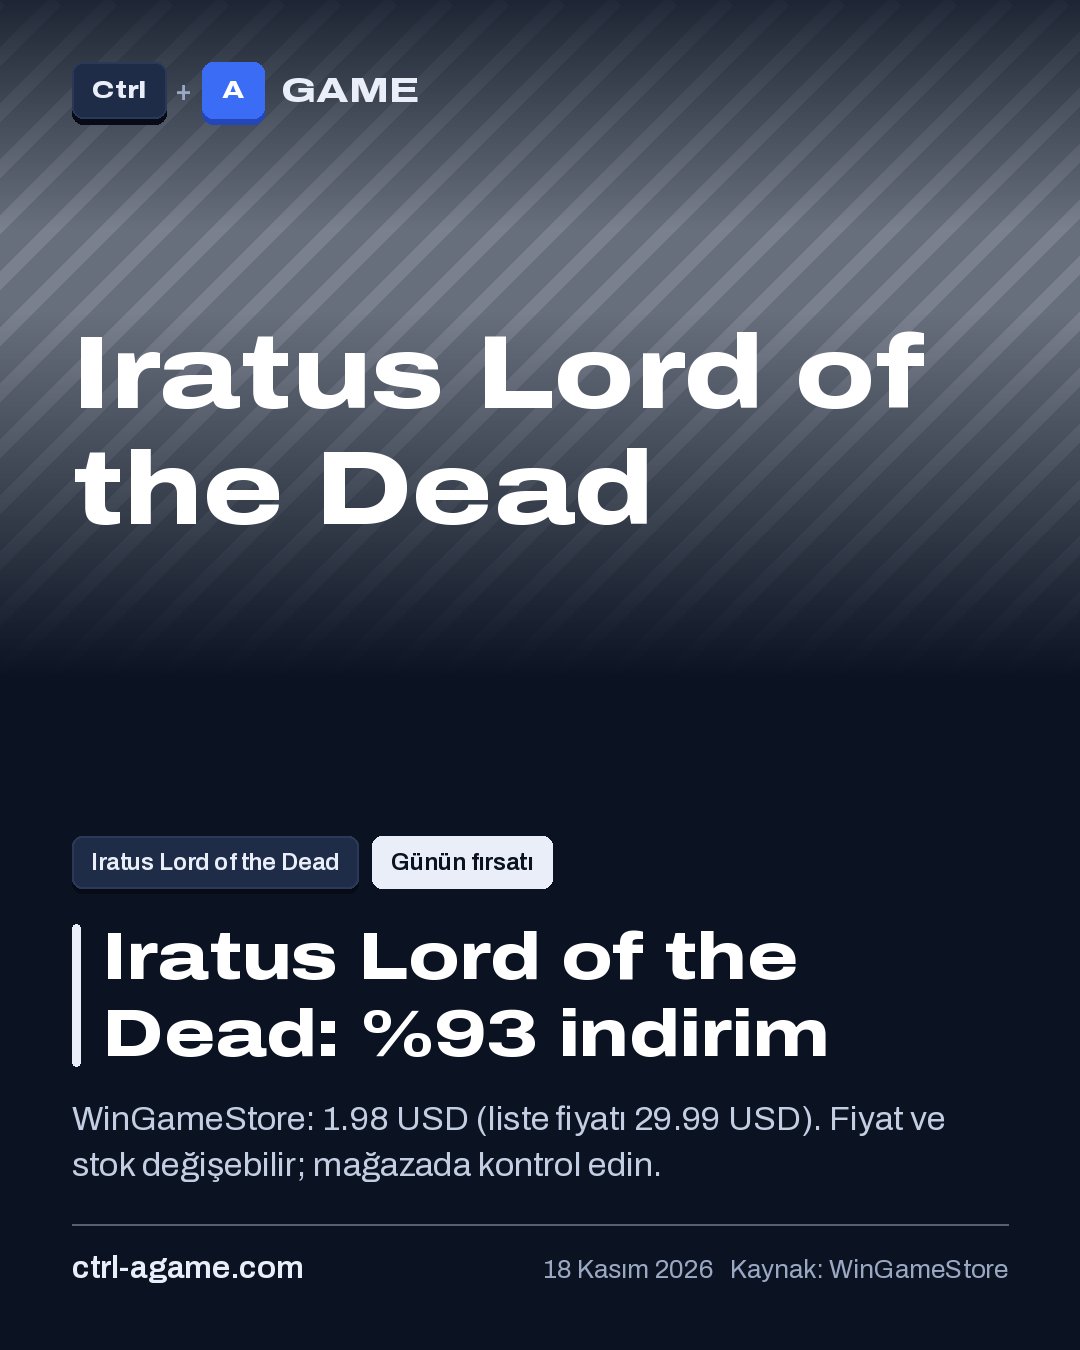 Ctrl + A GAME
Iratus Lord of
the Dead
Iratus Lord of the Dead Günün fırsatı
Iratus Lord of the
Dead: %93 indirim
WinGameStore: 1.98 USD (liste fiyatı 29.99 USD). Fiyat ve
stok değişebilir; mağazada kontrol edin.
ctrl-agame.com 18 Kasım 2026 Kaynak: WinGameStore